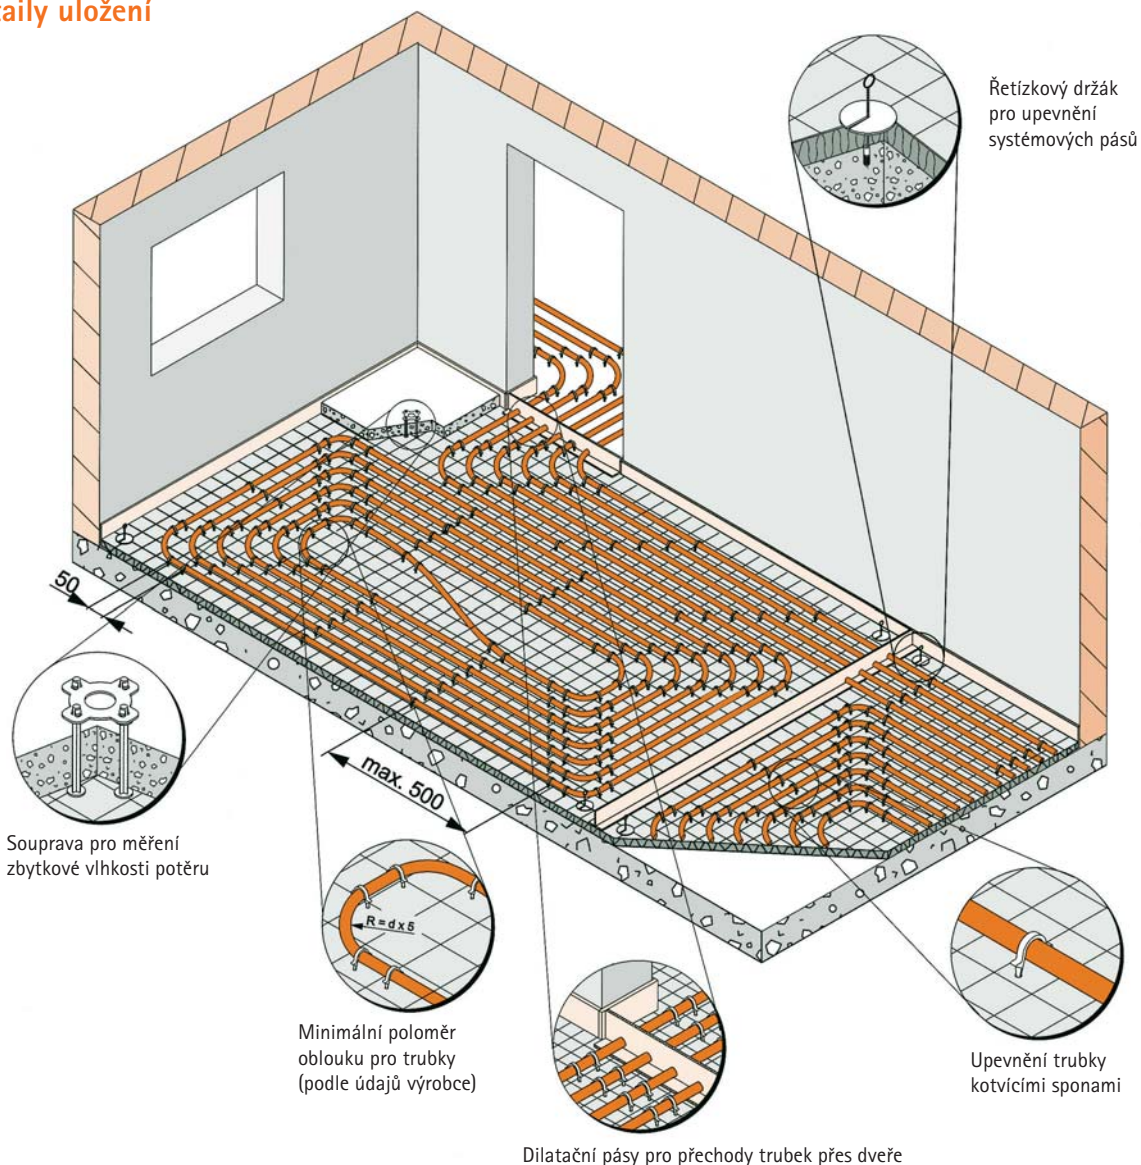 aily uložení
Řetízkový držák
pro upevnění
systémových pásů
50
max. 500
Souprava pro měření
zbytkové vlhkosti potěru
R = d x 5
Minimální poloměr
oblouku pro trubky
(podle údajů výrobce)
Upevnění trubky
kotvícími sponami
Dilatační pásy pro přechody trubek přes dveře